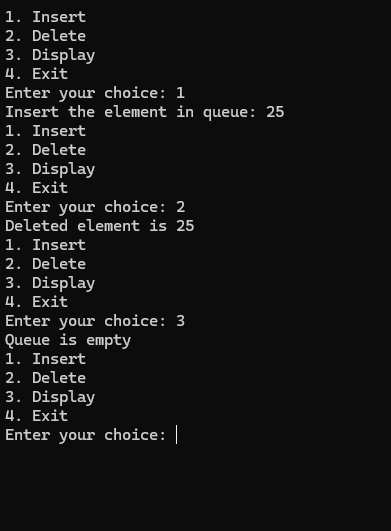 1. Insert
2. Delete
3. Display
4. Exit
Enter your choice: 1
Insert the element in queue: 25
1. Insert
2. Delete
3. Display
4. Exit
Enter your choice: 2
Deleted element is 25
1. Insert
2. Delete
3. Display
4. Exit
Enter your choice: 3
Queue is empty
1. Insert
2. Delete
3. Display
4. Exit
Enter your choice: